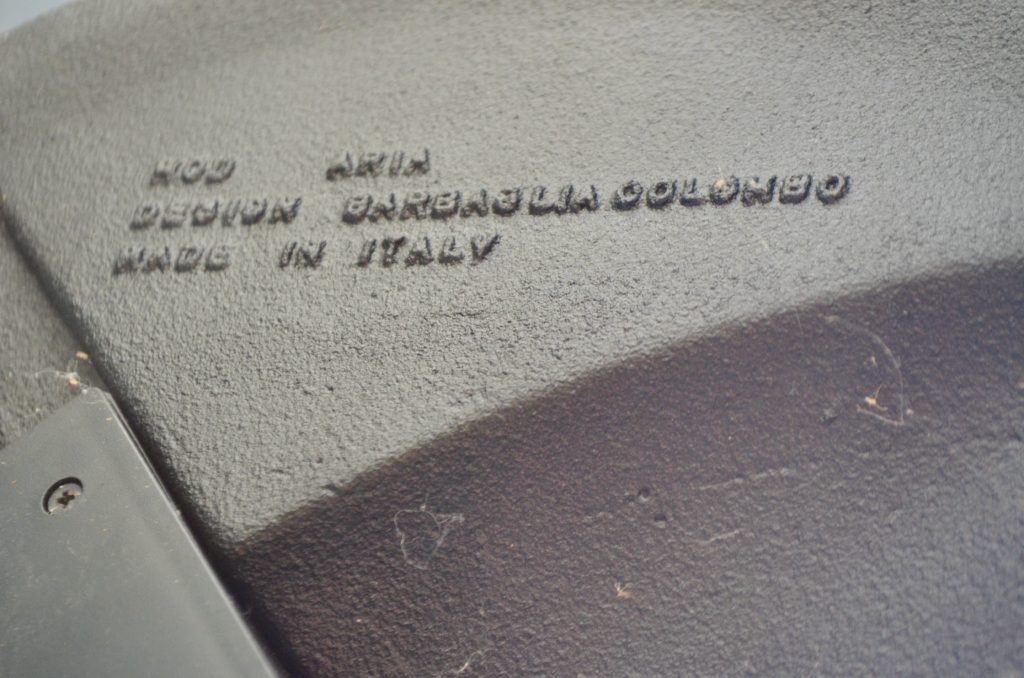 MOD ARIA
DESIGN BARBAGLIA COLOMBO
MADE IN ITALY